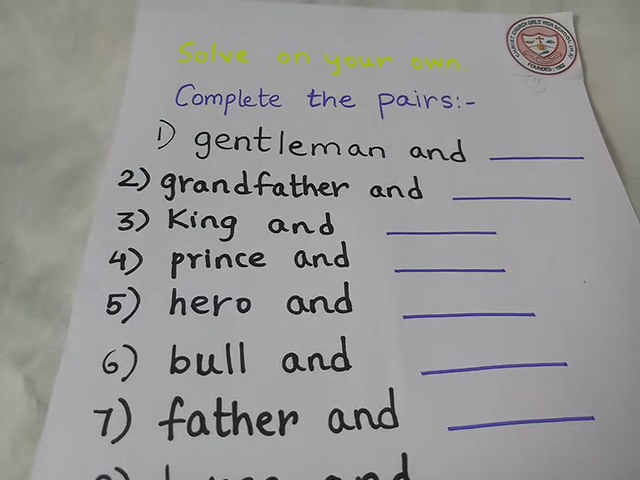 Solve on your own
Complete the pairs:-
1) gentleman and
2) grandfather and
3) King and
4) prince and
5) hero and
6) bull and
7) father and
and